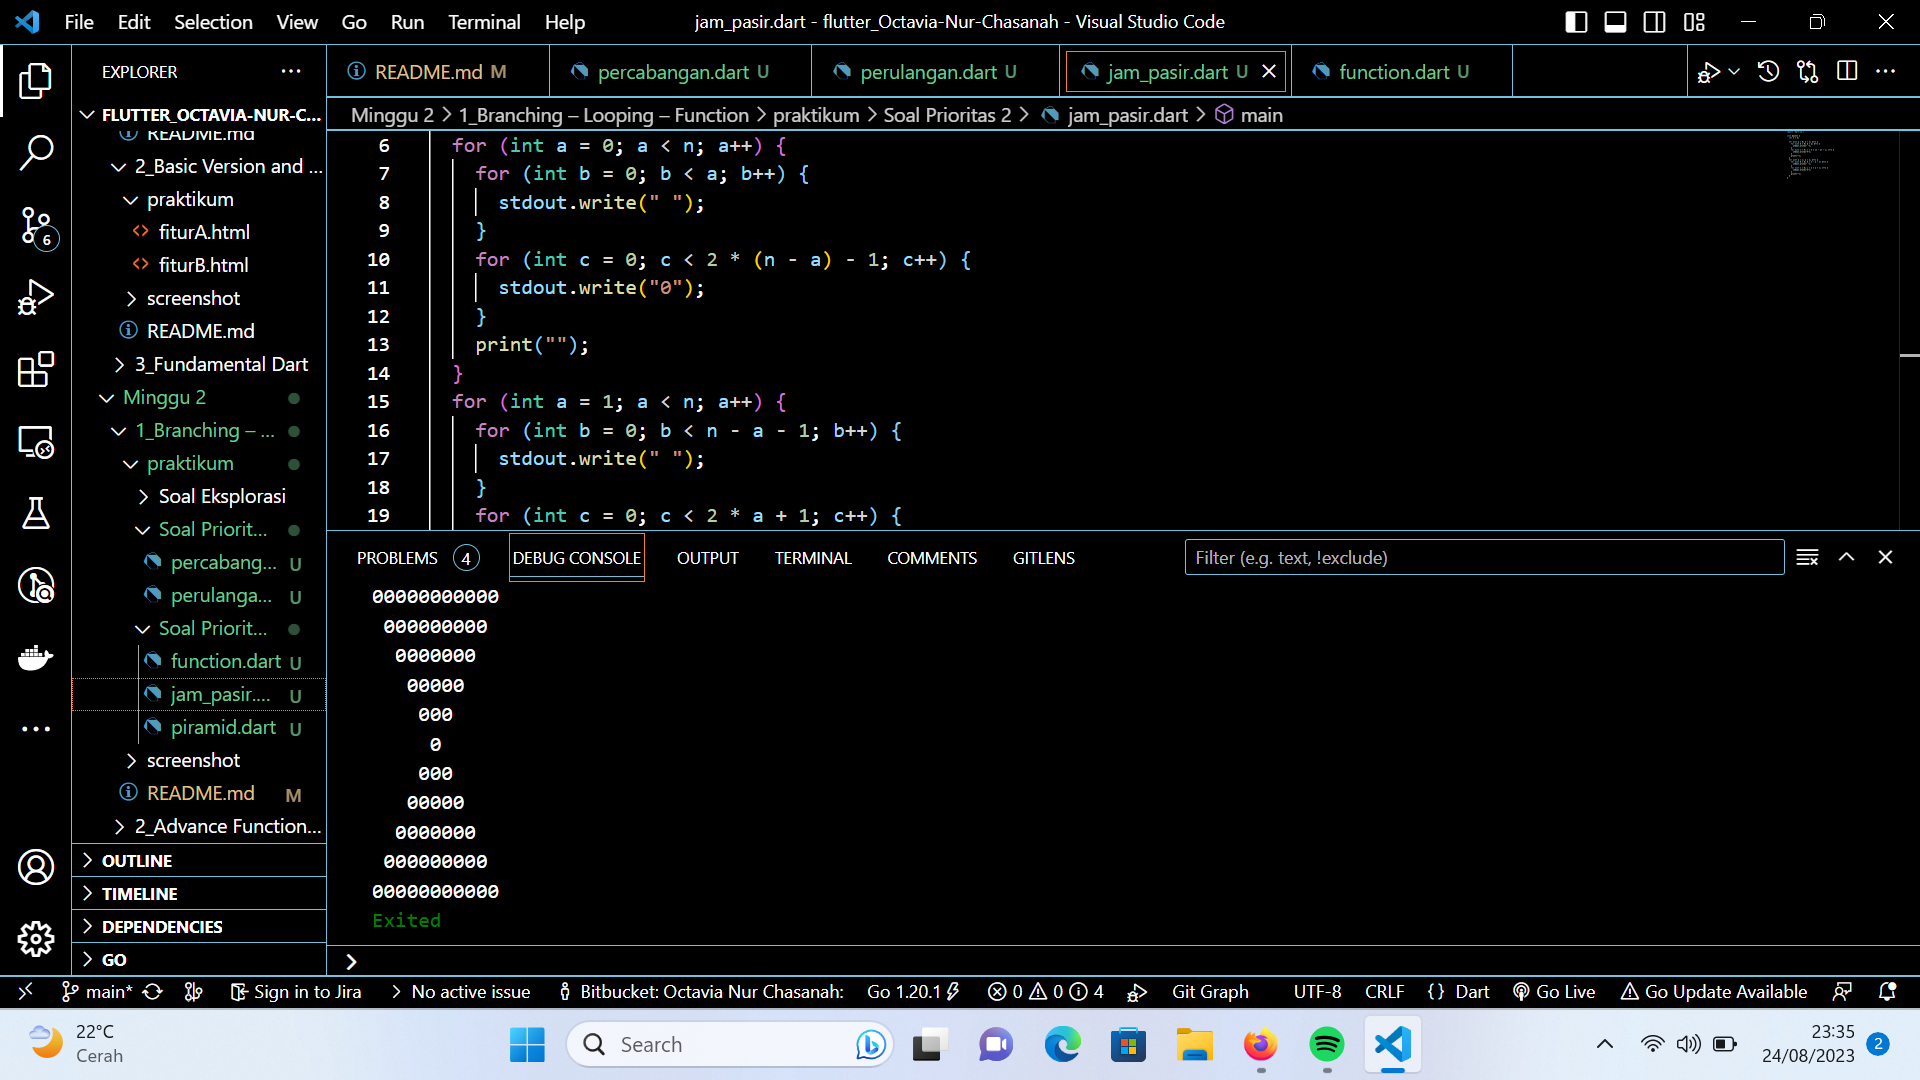 File Edit Selection View Go Run Terminal Help
jam_pasir.dart - flutter_Octavia-Nur-Chasanah - Visual Studio Code
EXPLORER
FLUTTER_OCTAVIA-NUR-C...
README.md
2_Basic Version and ...
praktikum
fiturA.html
fiturB.html
screenshot
README.md
3_Fundamental Dart
Minggu 2
1_Branching – ...
praktikum
Soal Eksplorasi
Soal Priorit...
percabang... U
perulanga... U
Soal Priorit...
function.dart U
jam_pasir.... U
piramid.dart U
screenshot
README.md M
2_Advance Function...
OUTLINE
TIMELINE
DEPENDENCIES
GO
6
README.md M
percabangan.dart U
perulangan.dart U
jam_pasir.dart U
function.dart U
Minggu 2 > 1_Branching – Looping – Function > praktikum > Soal Prioritas 2 > jam_pasir.dart > main
6 for (int a = 0; a < n; a++) {
7 for (int b = 0; b < a; b++) {
8 stdout.write(" ");
9 }
10 for (int c = 0; c < 2 * (n - a) - 1; c++) {
11 stdout.write("0");
12 }
13 print("");
14 }
15 for (int a = 1; a < n; a++) {
16 for (int b = 0; b < n - a - 1; b++) {
17 stdout.write(" ");
18 }
19 for (int c = 0; c < 2 * a + 1; c++) {
PROBLEMS 4 DEBUG CONSOLE OUTPUT TERMINAL COMMENTS GITLENS
Filter (e.g. text, !exclude)
00000000000
000000000
0000000
00000
000
0
000
00000
0000000
000000000
00000000000
Exited
main* Sign in to Jira No active issue Bitbucket: Octavia Nur Chasanah: Go 1.20.1 0 0 4 Git Graph UTF-8 CRLF {} Dart Go Live Go Update Available
22°C
Cerah
Search
23:35
24/08/2023
2